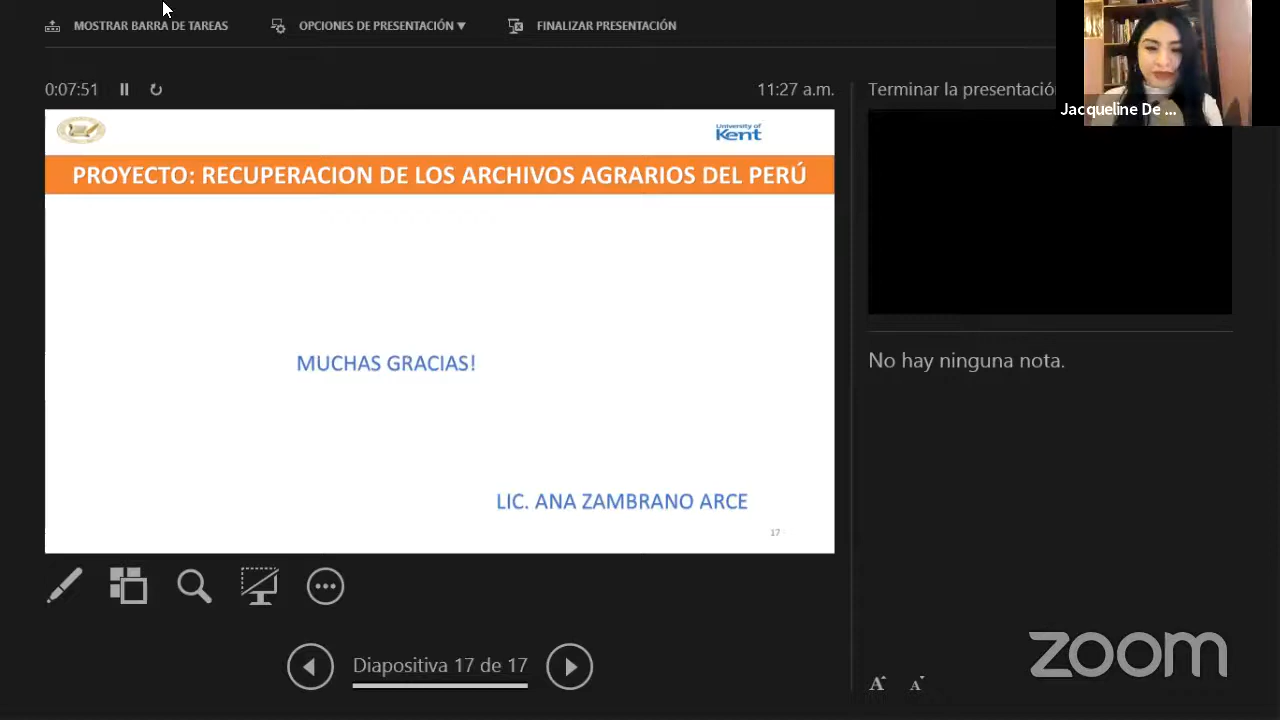 MOSTRAR BARRA DE TAREAS
OPCIONES DE PRESENTACIÓN ▼
FINALIZAR PRESENTACIÓN
0:07:51
11:27 a.m.
Terminar la presentación
Jacqueline De ...
University of
Kent
PROYECTO: RECUPERACION DE LOS ARCHIVOS AGRARIOS DEL PERÚ
MUCHAS GRACIAS!
LIC. ANA ZAMBRANO ARCE
17
No hay ninguna nota.
Diapositiva 17 de 17
A A
zoom